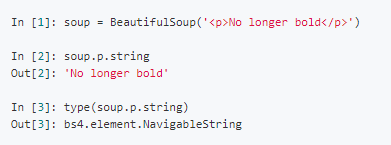 In [1]: soup = BeautifulSoup('<p>No longer bold</p>')
In [2]: soup.p.string
Out[2]: 'No longer bold'
In [3]: type(soup.p.string)
Out[3]: bs4.element.NavigableString